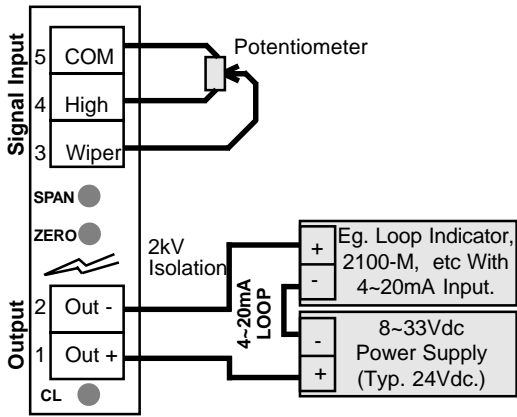 Signal Input
5 COM
4 High
3 Wiper
Potentiometer
SPAN
ZERO
2kV
Isolation
Output
2 Out -
1 Out +
CL
4~20mA
LOOP
+
-
Eg. Loop Indicator,
2100-M, etc With
4~20mA Input.
-
+
8~33Vdc
Power Supply
(Typ. 24Vdc.)